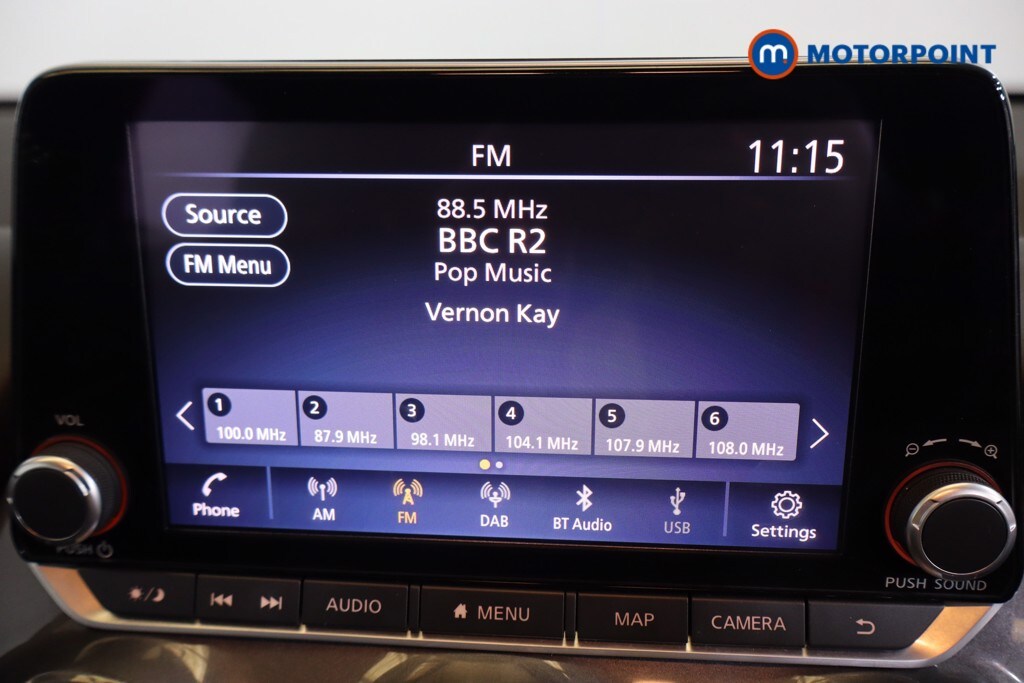 m MOTORPOINT
FM 11:15
Source
FM Menu
88.5 MHz
BBC R2
Pop Music
Vernon Kay
1 2 3 4 5 6
100.0 MHz 87.9 MHz 98.1 MHz 104.1 MHz 107.9 MHz 108.0 MHz
Phone AM FM DAB BT Audio USB Settings
VOL
PUSH
PUSH SOUND
AUDIO MENU MAP CAMERA